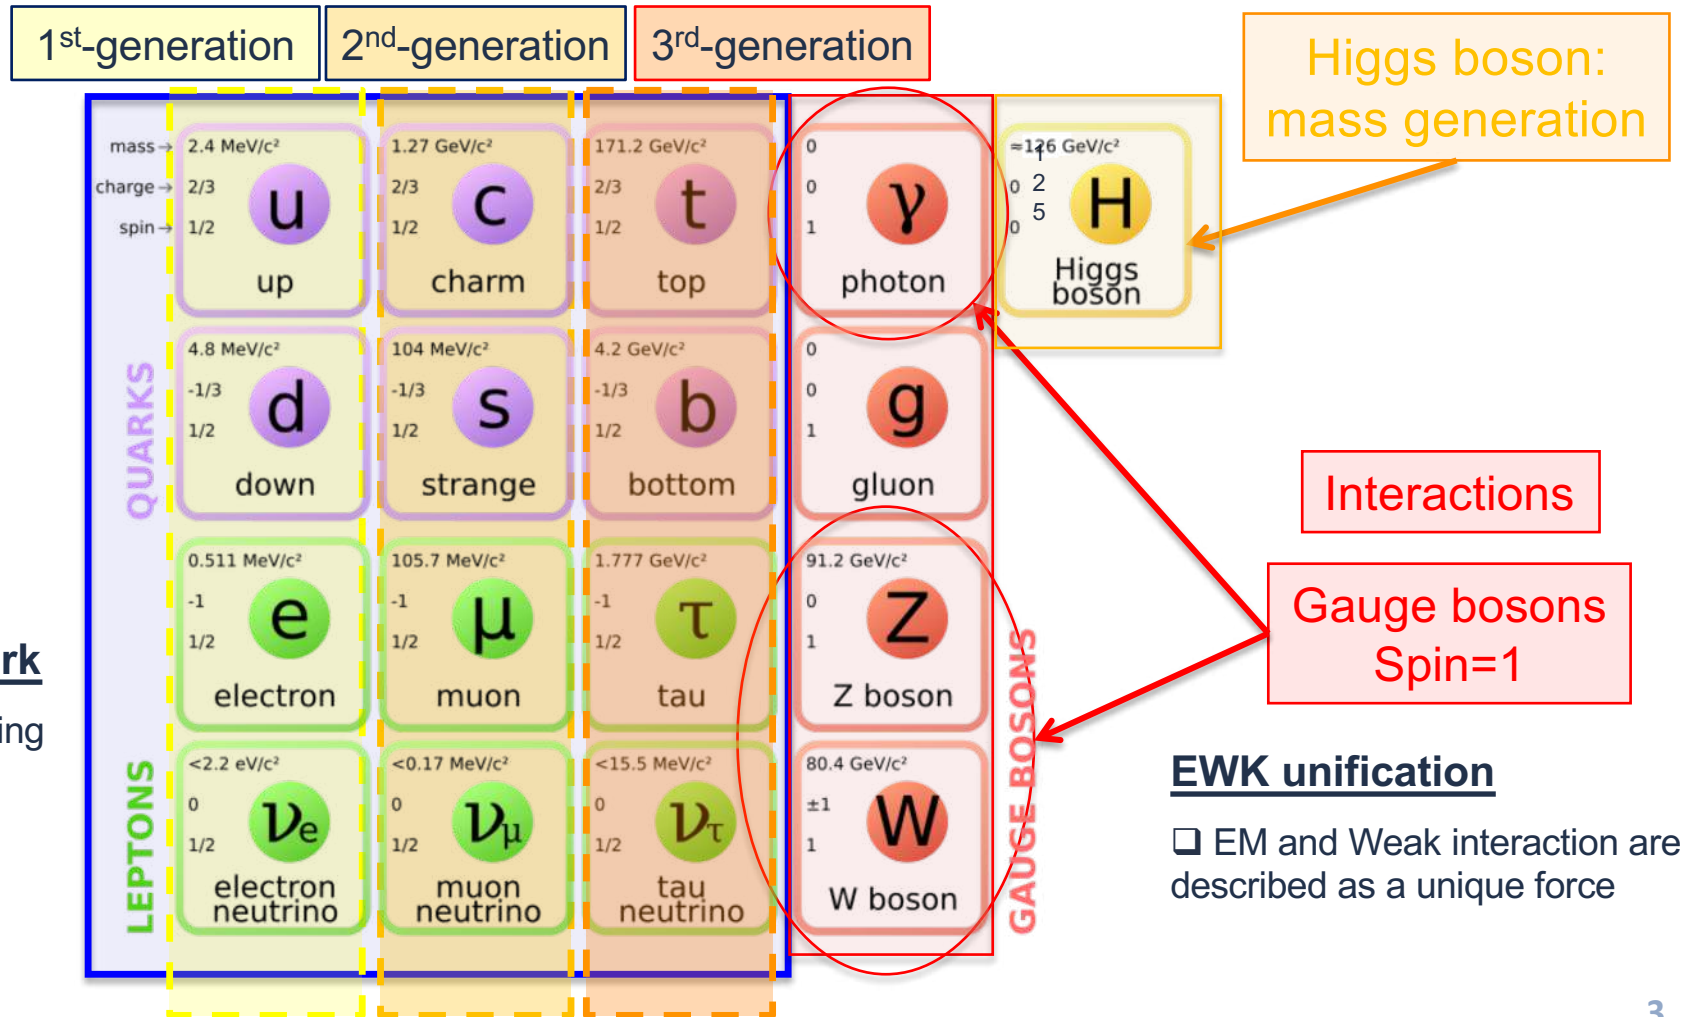 1st-generation
2nd-generation
3rd-generation
Higgs boson:
mass generation
mass→
charge→
spin→
2.4 MeV/c²
2/3
1/2
u
up
1.27 GeV/c²
2/3
1/2
c
charm
171.2 GeV/c²
2/3
1/2
t
top
0
0
1
γ
photon
≈126 GeV/c²
1
2
5
0
0
H
Higgs
boson
QUARKS
4.8 MeV/c²
-1/3
1/2
d
down
104 MeV/c²
-1/3
1/2
s
strange
4.2 GeV/c²
-1/3
1/2
b
bottom
0
0
1
g
gluon
Interactions
Gauge bosons
Spin=1
LEPTONS
0.511 MeV/c²
-1
1/2
e
electron
105.7 MeV/c²
-1
1/2
μ
muon
1.777 GeV/c²
-1
1/2
τ
tau
91.2 GeV/c²
0
1
Z
Z boson
rk
ing
<2.2 eV/c²
0
1/2
νe
electron
neutrino
<0.17 MeV/c²
0
1/2
νμ
muon
neutrino
<15.5 MeV/c²
0
1/2
ντ
tau
neutrino
80.4 GeV/c²
±1
1
W
W boson
GAUGE BOSONS
EWK unification
❑ EM and Weak interaction are
described as a unique force
3